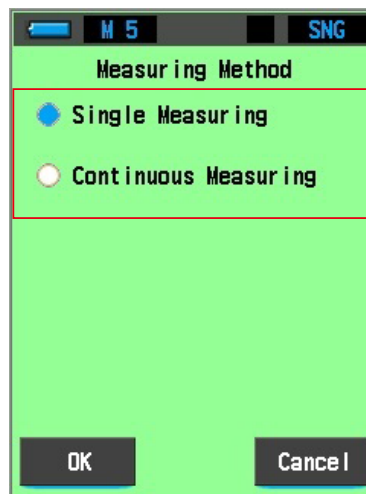 M 5 SNG
Measuring Method
Single Measuring
Continuous Measuring
OK Cancel